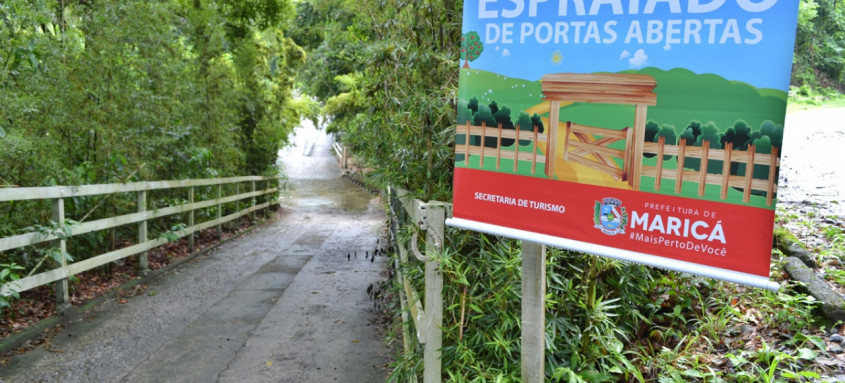 ESPRAIADO
DE PORTAS ABERTAS
SECRETARIA DE TURISMO
PREFEITURA DE
MARICÁ
#MaisPertoDeVocê